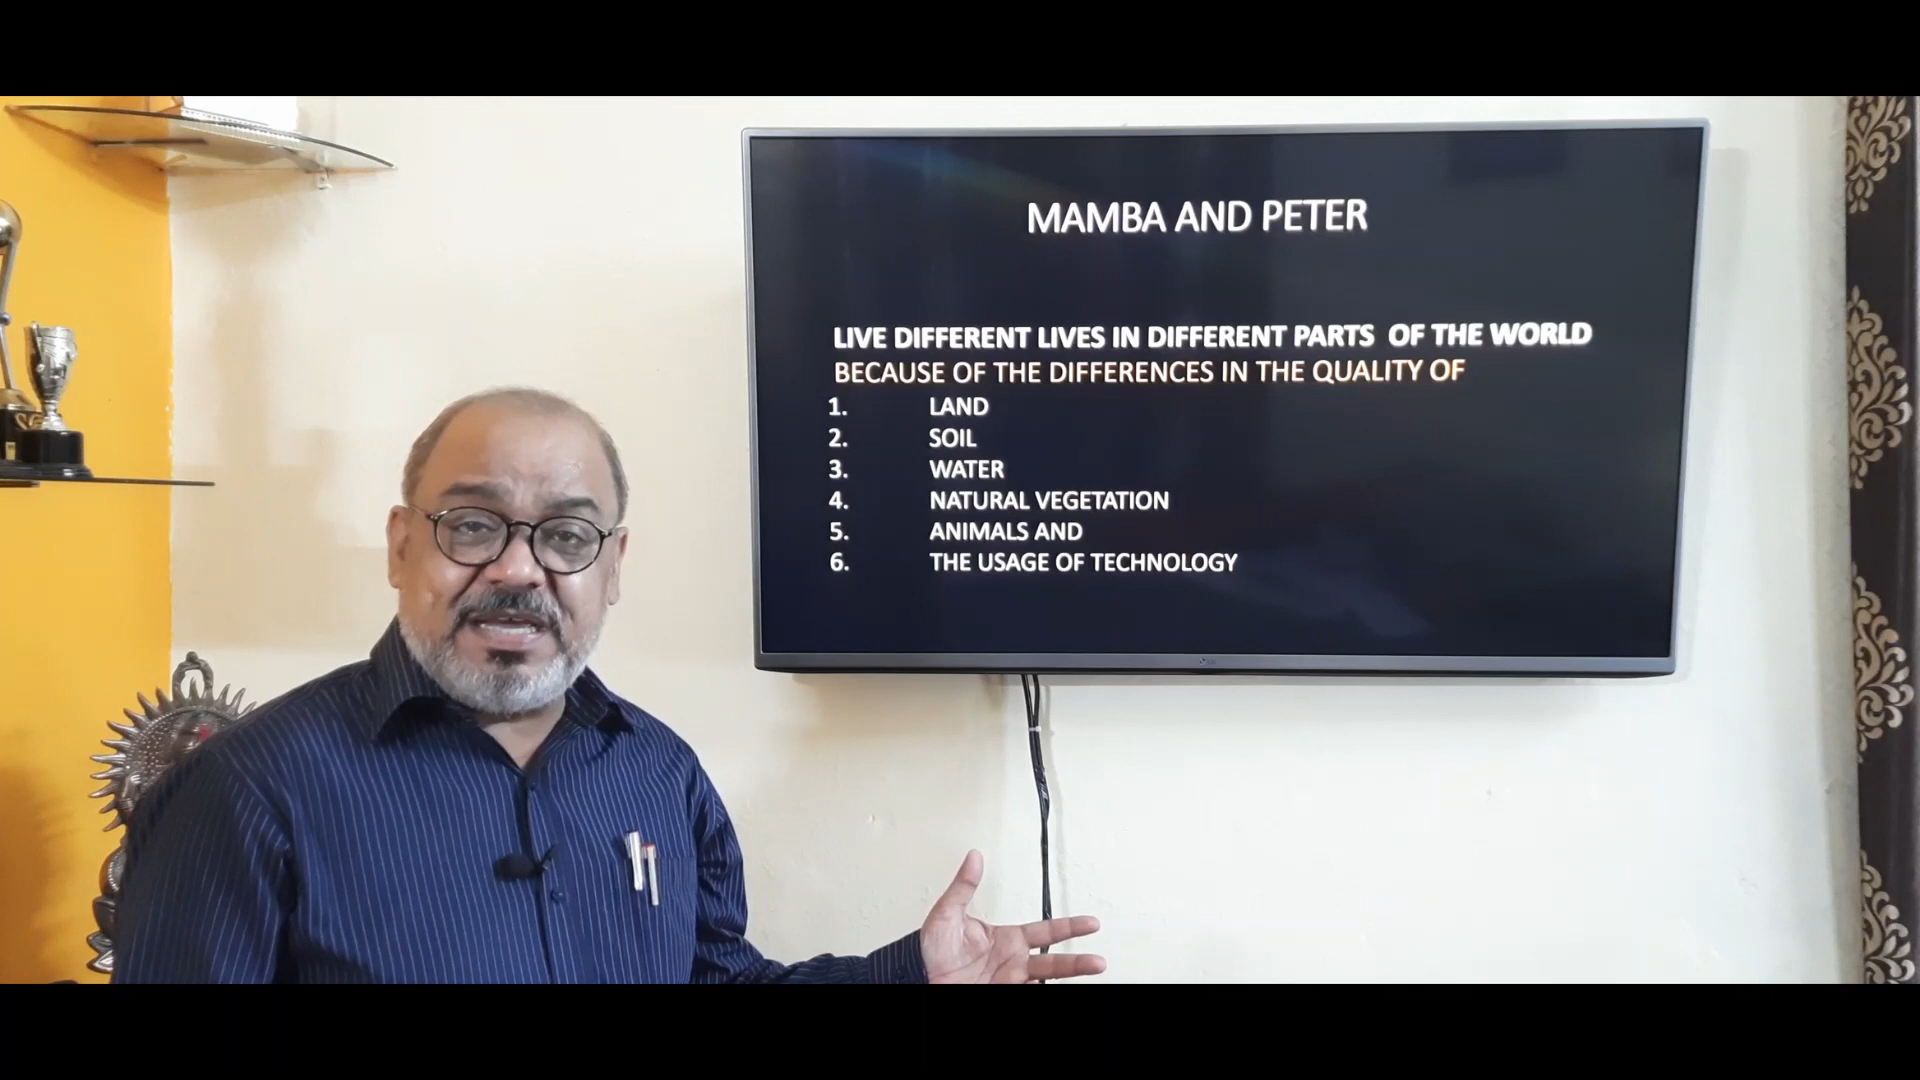 MAMBA AND PETER
LIVE DIFFERENT LIVES IN DIFFERENT PARTS OF THE WORLD
BECAUSE OF THE DIFFERENCES IN THE QUALITY OF
1. LAND
2. SOIL
3. WATER
4. NATURAL VEGETATION
5. ANIMALS AND
6. THE USAGE OF TECHNOLOGY